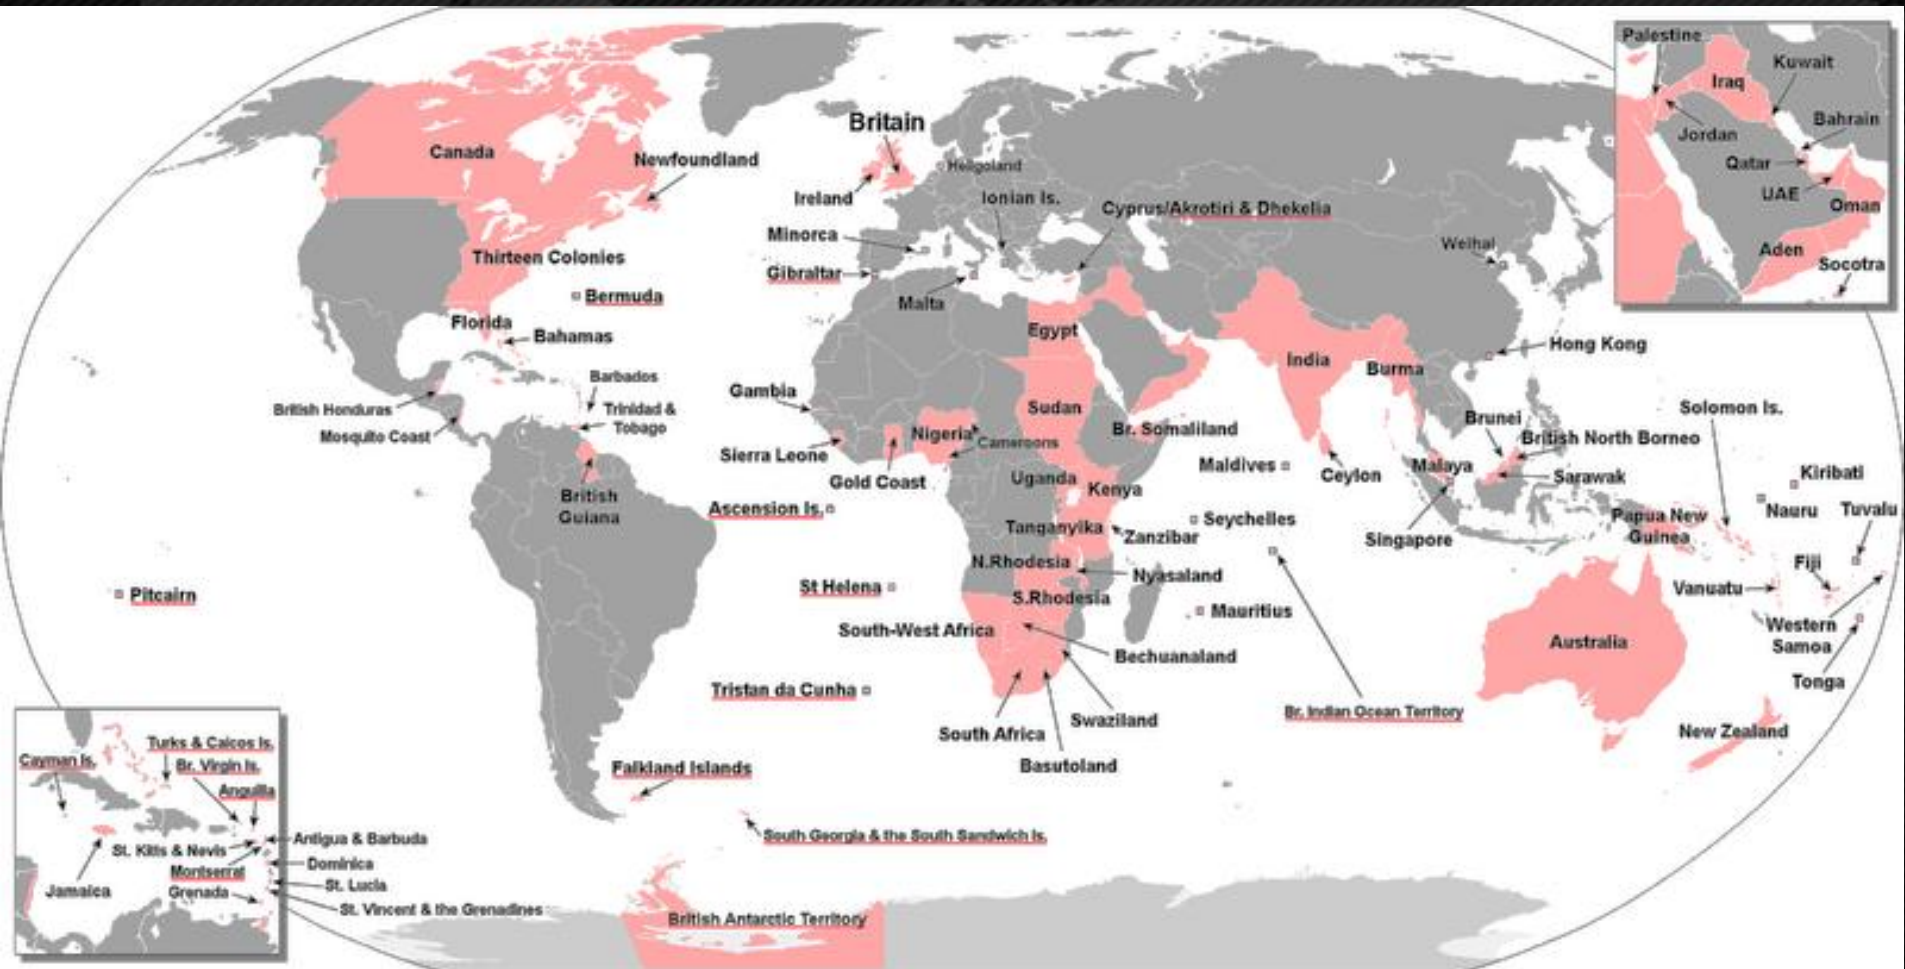 Palestine
Kuwait
Iraq
Bahrain
Jordan
Qatar
UAE
Oman
Aden
Socotra
Britain
Canada
Newfoundland
Heligoland
Ireland
Ionian Is.
Cyprus/Akrotiri & Dhekelia
Minorca
Weihai
Thirteen Colonies
Gibraltar
Bermuda
Malta
Florida
Bahamas
Egypt
Hong Kong
India
Burma
Barbados
Gambia
British Honduras
Trinidad &
Tobago
Mosquito Coast
Sudan
Solomon Is.
Brunei
Nigeria
Cameroons
Br. Somaliland
British North Borneo
Sierra Leone
Maldives
Malaya
Ceylon
Kiribati
Gold Coast
Uganda
Kenya
Sarawak
British
Guiana
Ascension Is.
Nauru
Tuvalu
Seychelles
Papua New
Guinea
Tanganyika
Zanzibar
Singapore
N.Rhodesia
Nyasaland
Fiji
Pitcairn
St Helena
S.Rhodesia
Vanuatu
Mauritius
South-West Africa
Western
Samoa
Australia
Bechuanaland
Tonga
Tristan da Cunha
Br. Indian Ocean Territory
Swaziland
South Africa
New Zealand
Basutoland
Falkland Islands
South Georgia & the South Sandwich Is.
British Antarctic Territory
Turks & Caicos Is.
Cayman Is.
Br. Virgin Is.
Anguilla
Antigua & Barbuda
St. Kitts & Nevis
Dominica
Montserrat
St. Lucia
Jamaica
Grenada
St. Vincent & the Grenadines